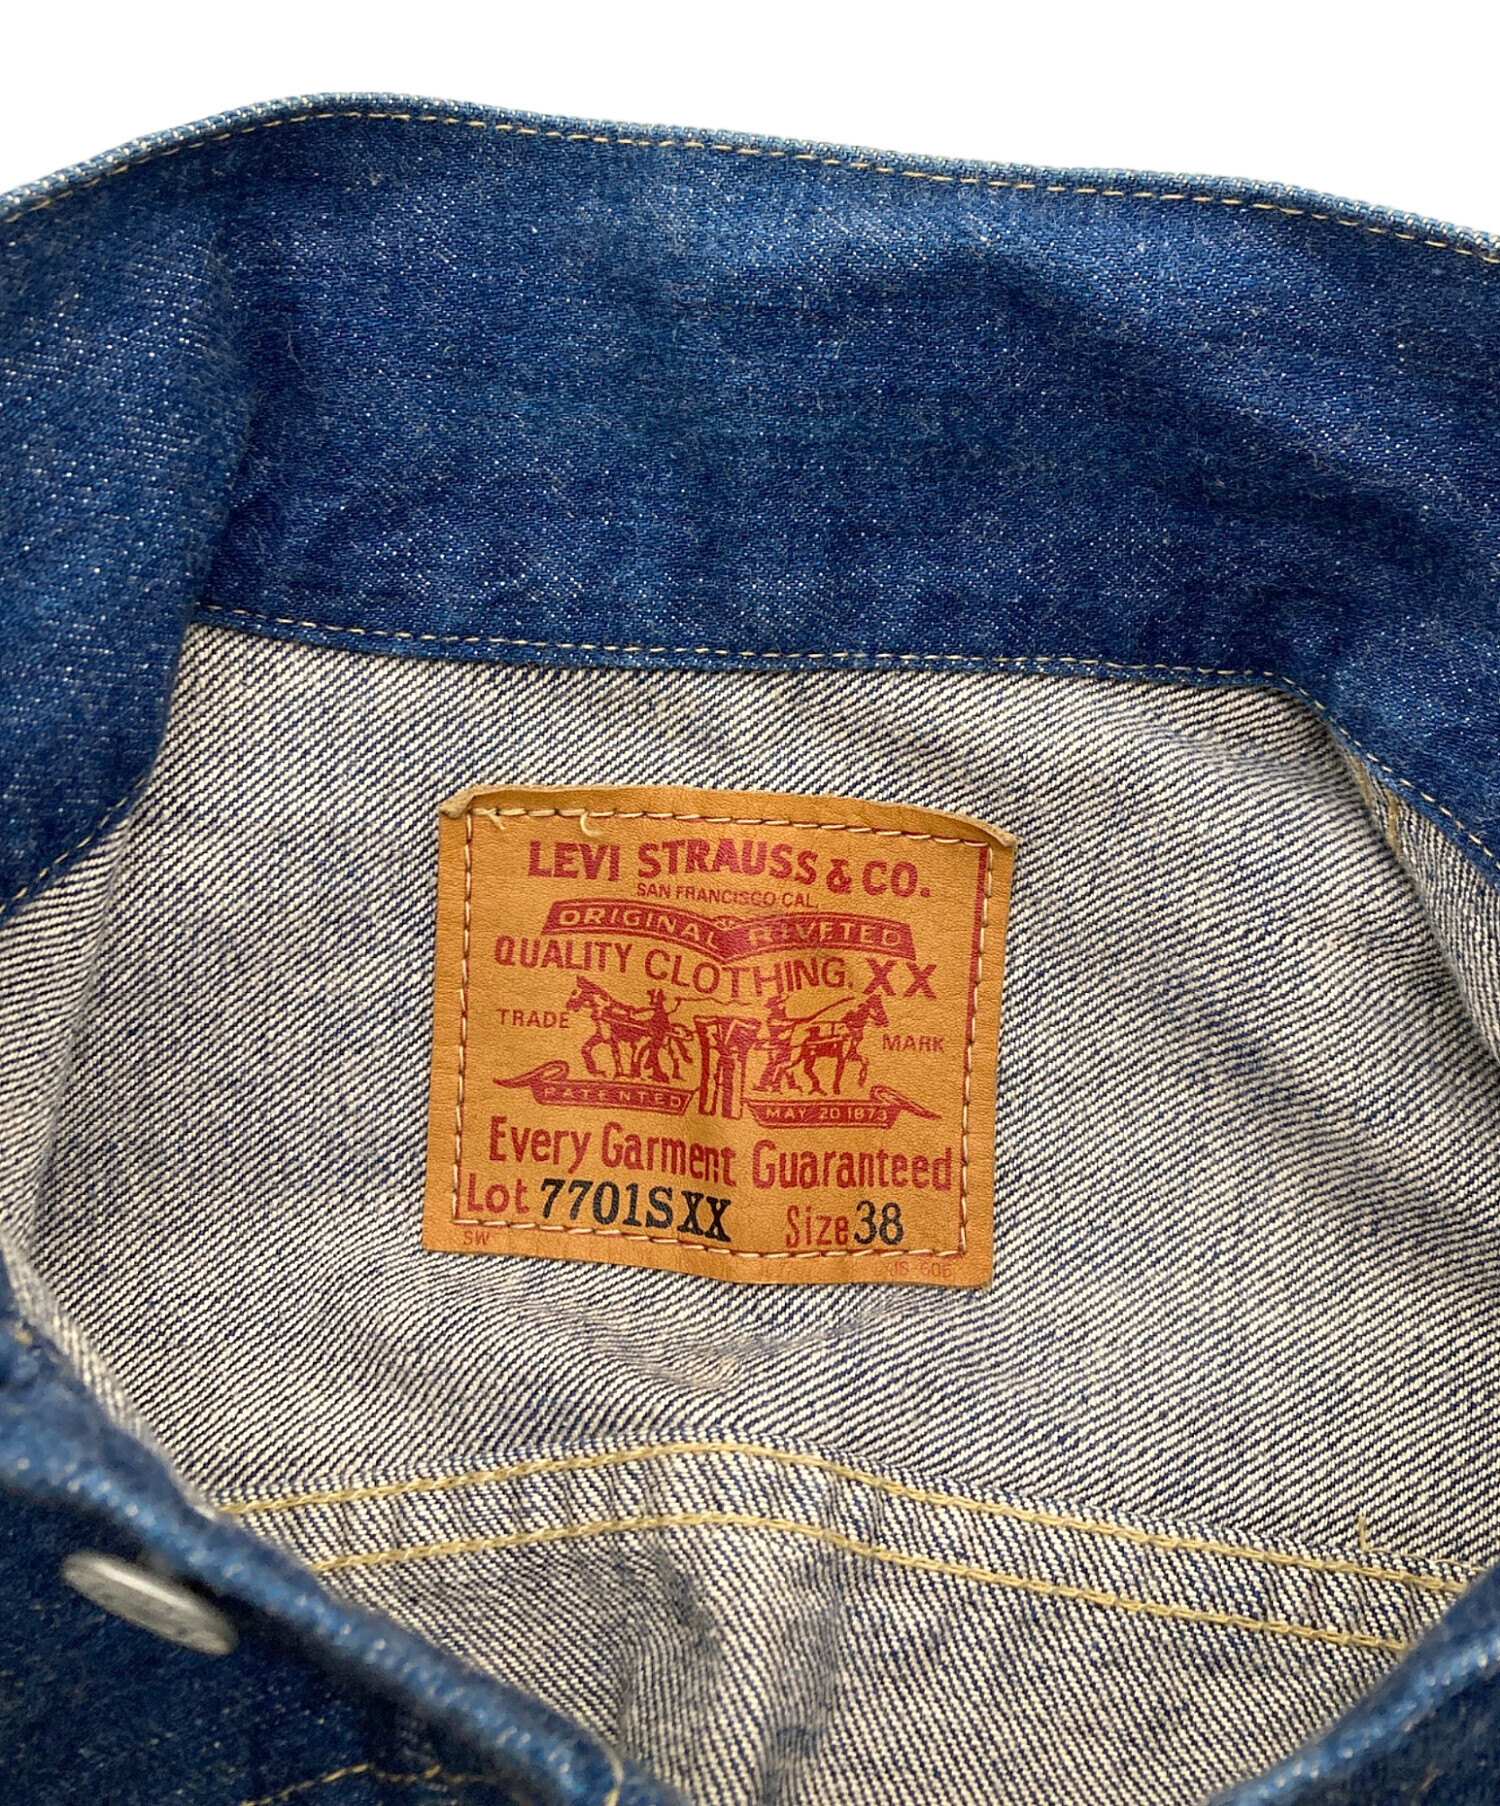 LEVI STRAUSS & CO.
SAN FRANCISCO CAL.
ORIGINAL RIVETED
QUALITY CLOTHING. XX
TRADE MARK
PATENTED MAY 20 1873
Every Garment Guaranteed
Lot 7701SXX Size 38
SW